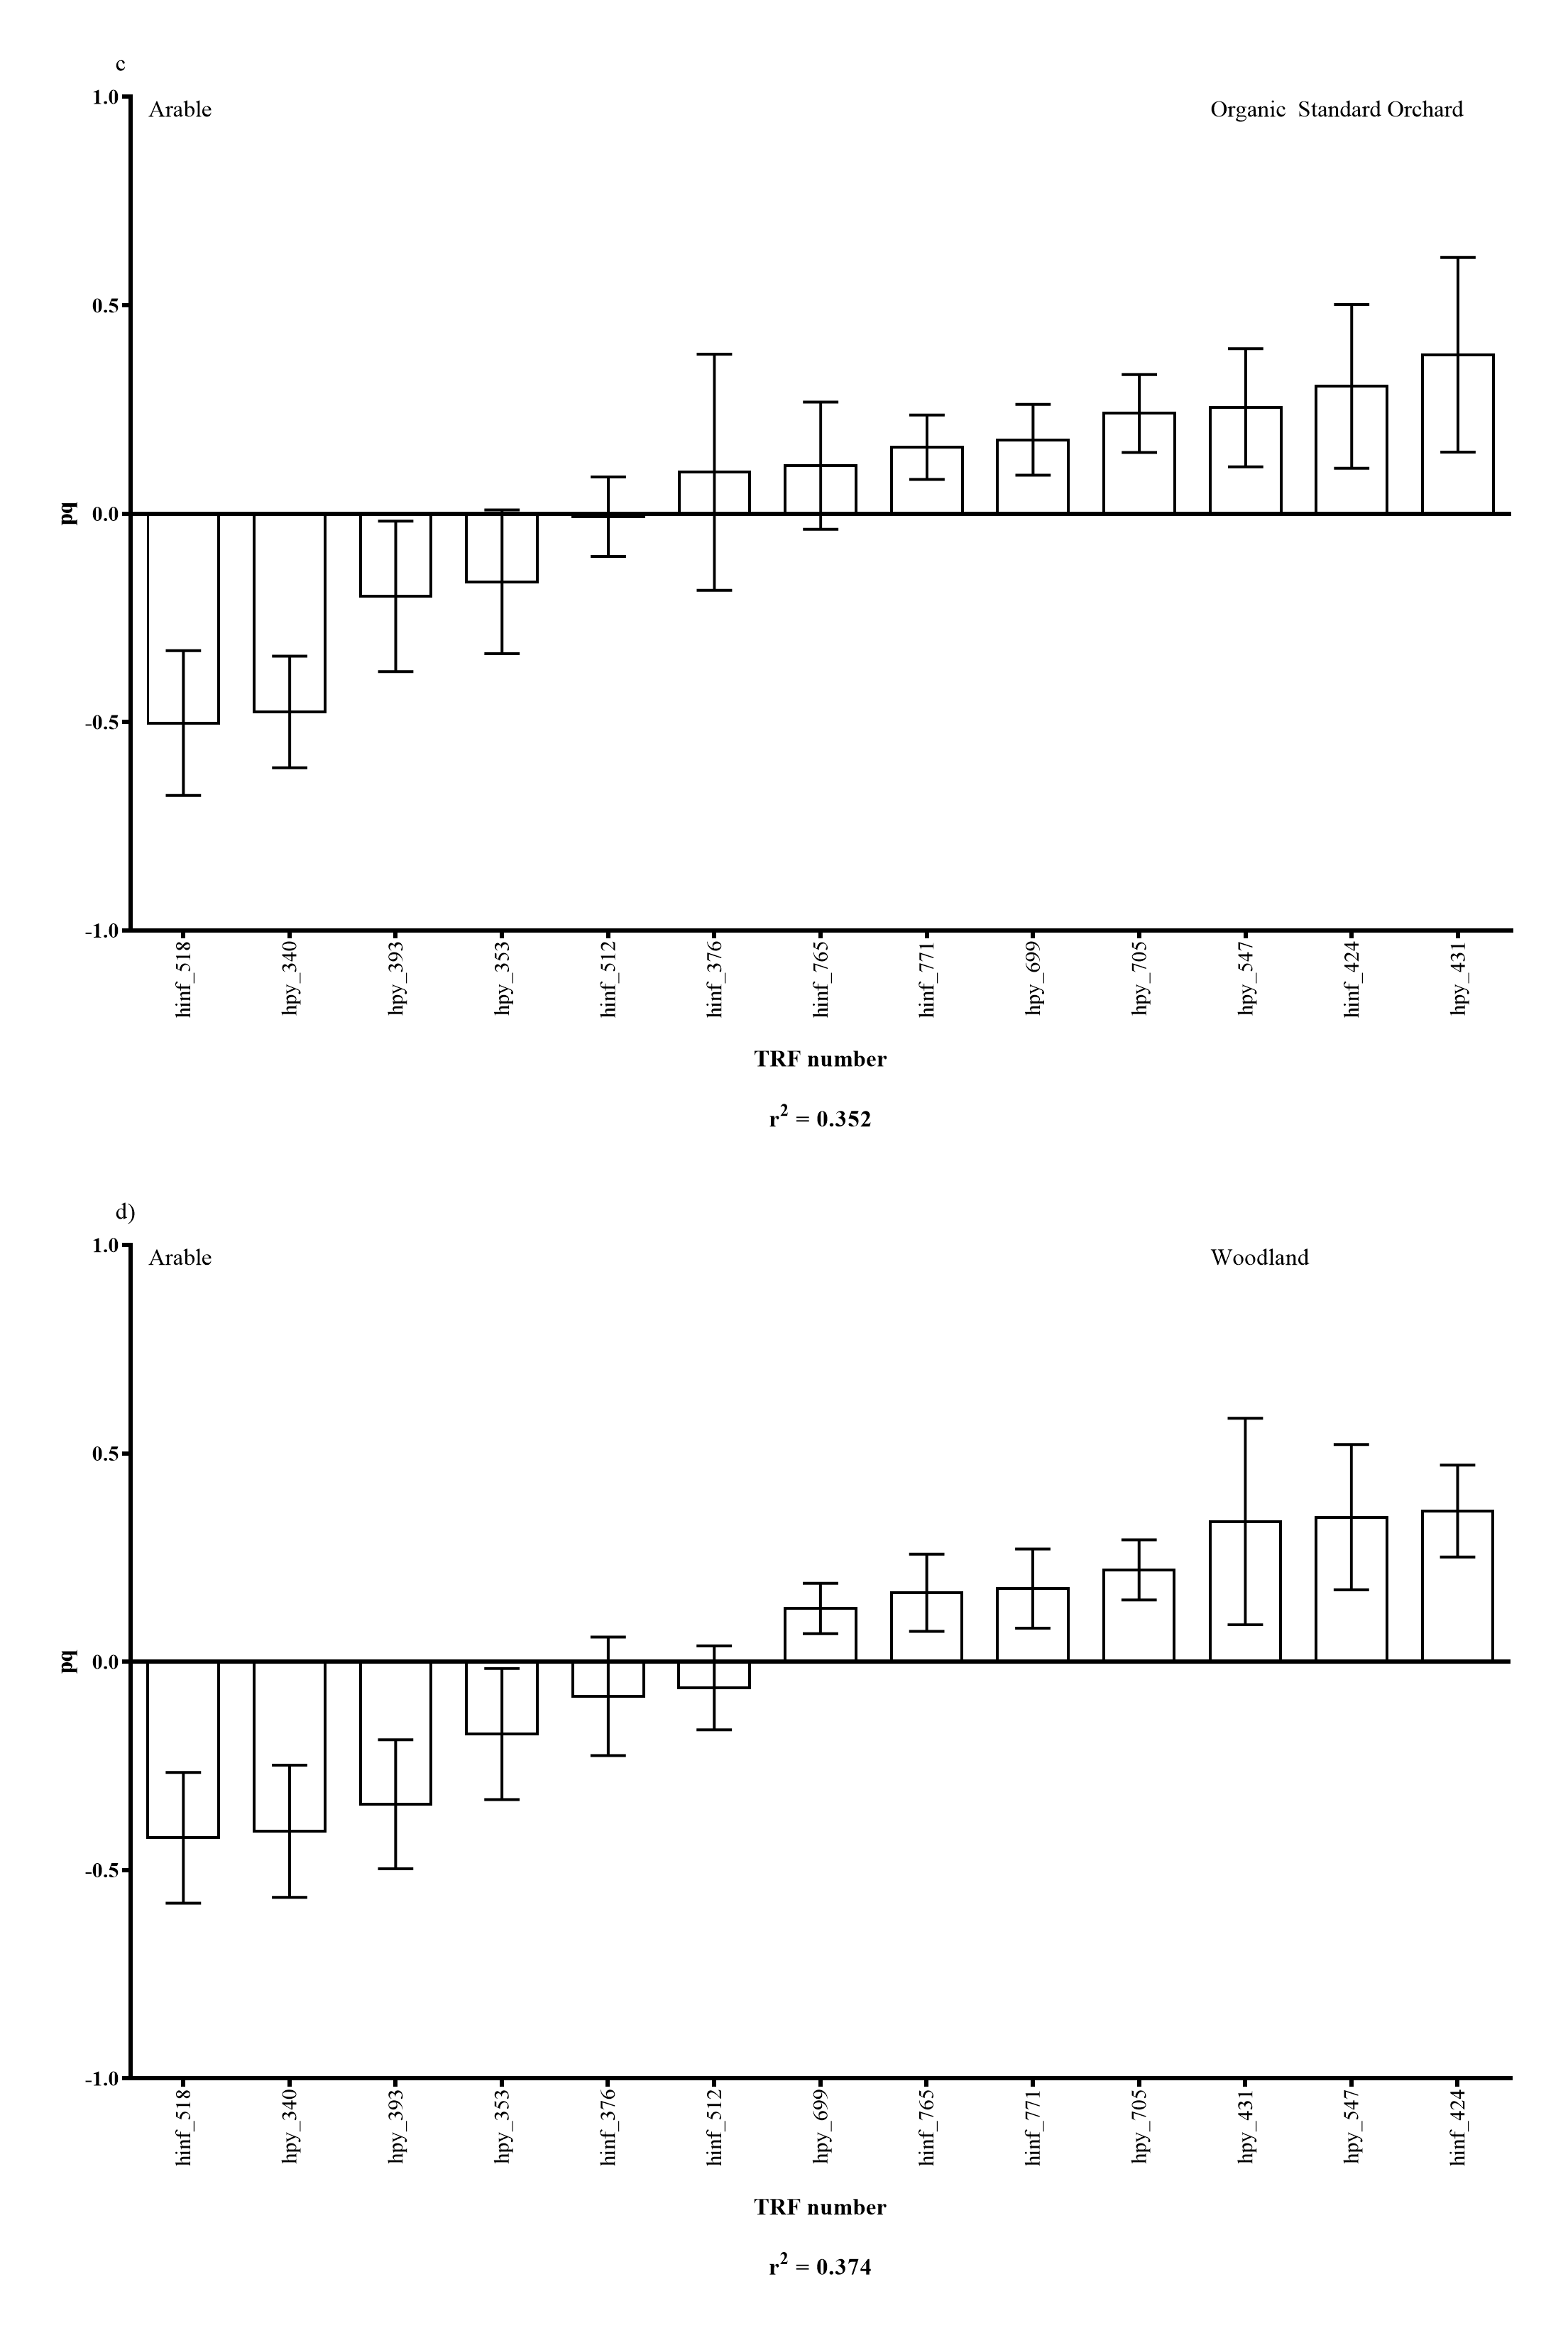 c
1.0
Arable
Organic  Standard Orchard
0.5
pq
0.0
-0.5
-1.0
hinf_518
hpy_340
hpy_393
hpy_353
hinf_512
hinf_376
hinf_765
hinf_771
hpy_699
hpy_705
hpy_547
hinf_424
hpy_431
TRF number
r² = 0.352
d)
1.0
Arable
Woodland
0.5
pq
0.0
-0.5
-1.0
hinf_518
hpy_340
hpy_393
hpy_353
hinf_376
hinf_512
hpy_699
hinf_765
hinf_771
hpy_705
hpy_431
hpy_547
hinf_424
TRF number
r² = 0.374